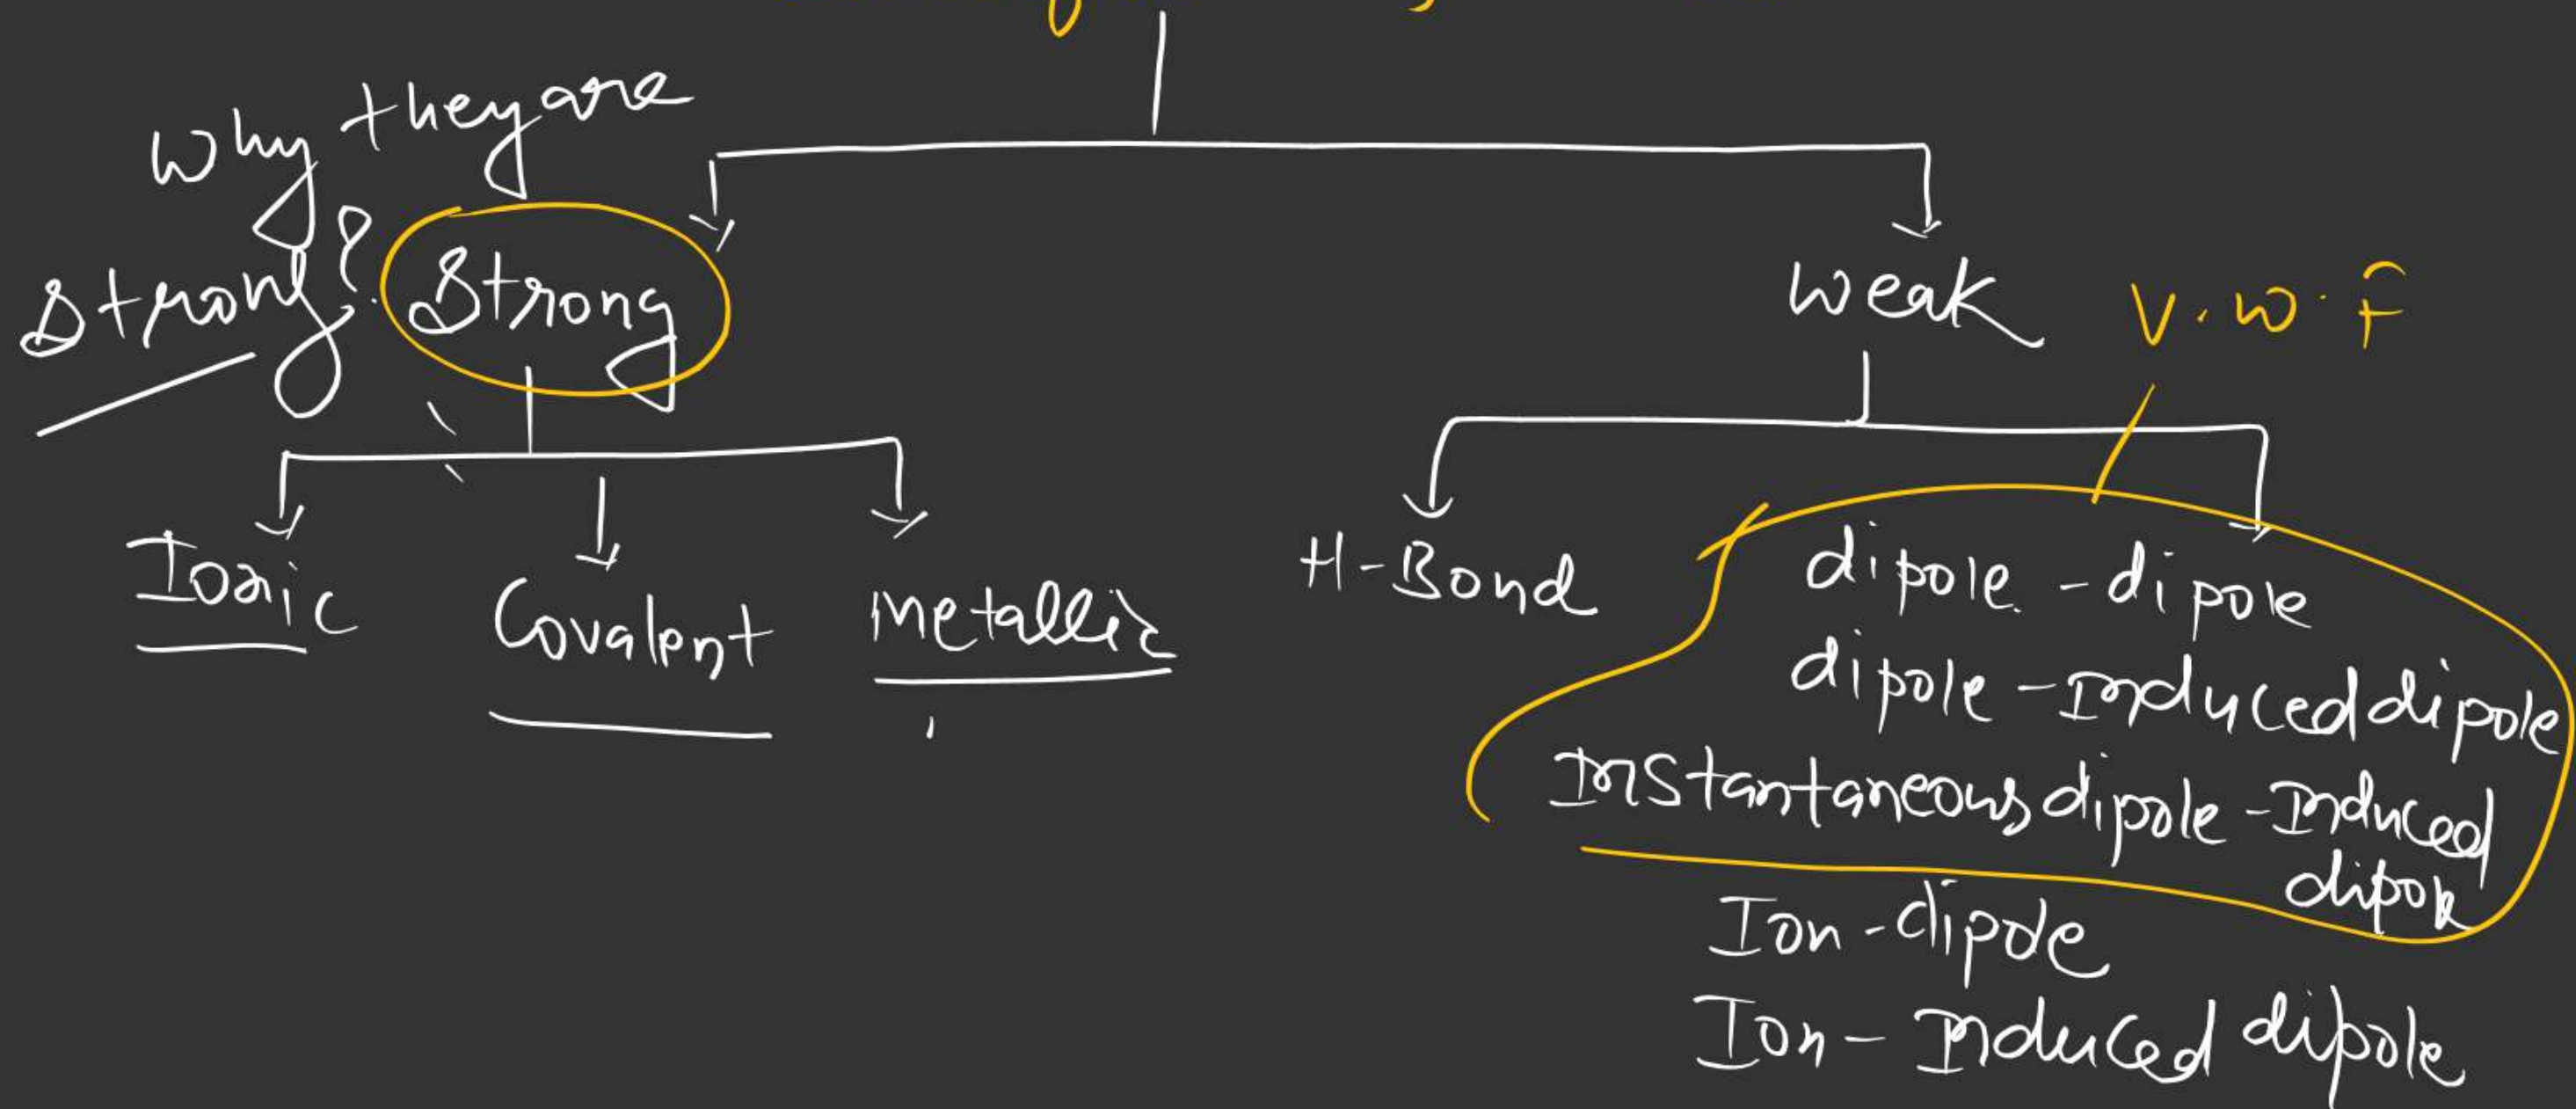 Why they are
strong?
Strong
weak
V.W.F
Ionic
Covalent
Metallic
H-Bond
dipole-dipole
dipole-Induced dipole
Instantaneous dipole-Induced
dipole
Ion-dipole
Ion-Induced dipole